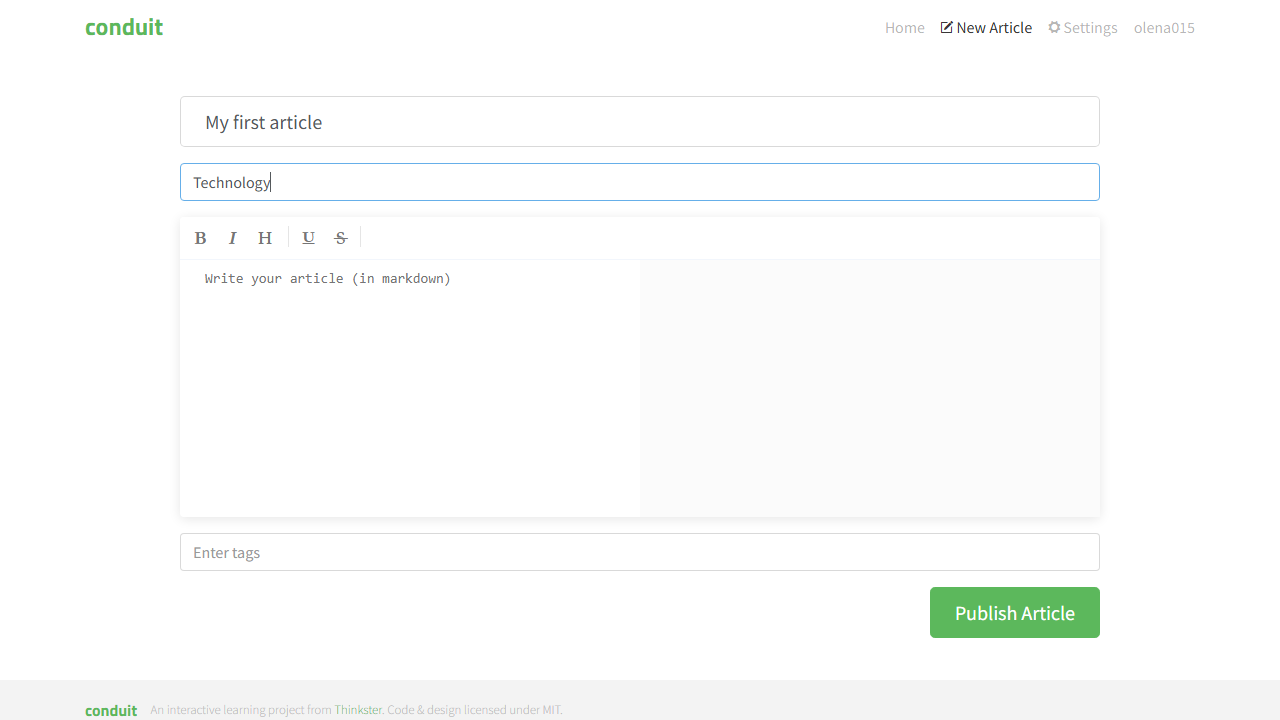 conduit
Home New Article Settings olena015
My first article
Technology
B I H U S
Write your article (in markdown)
Enter tags
Publish Article
conduit An interactive learning project from Thinkster. Code & design licensed under MIT.